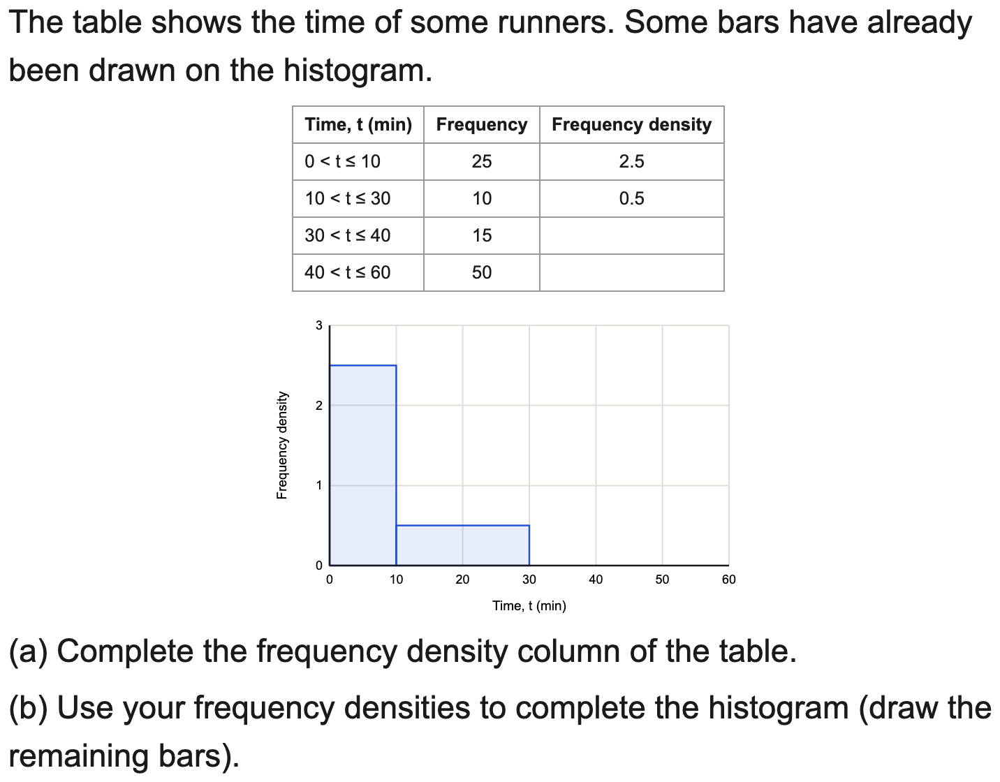 The table shows the time of some runners. Some bars have already
been drawn on the histogram.
Time, t (min) Frequency Frequency density
0 < t ≤ 10 25 2.5
10 < t ≤ 30 10 0.5
30 < t ≤ 40 15
40 < t ≤ 60 50
3
2
1
0
Frequency density
0 10 20 30 40 50 60
Time, t (min)
(a) Complete the frequency density column of the table.
(b) Use your frequency densities to complete the histogram (draw the
remaining bars).